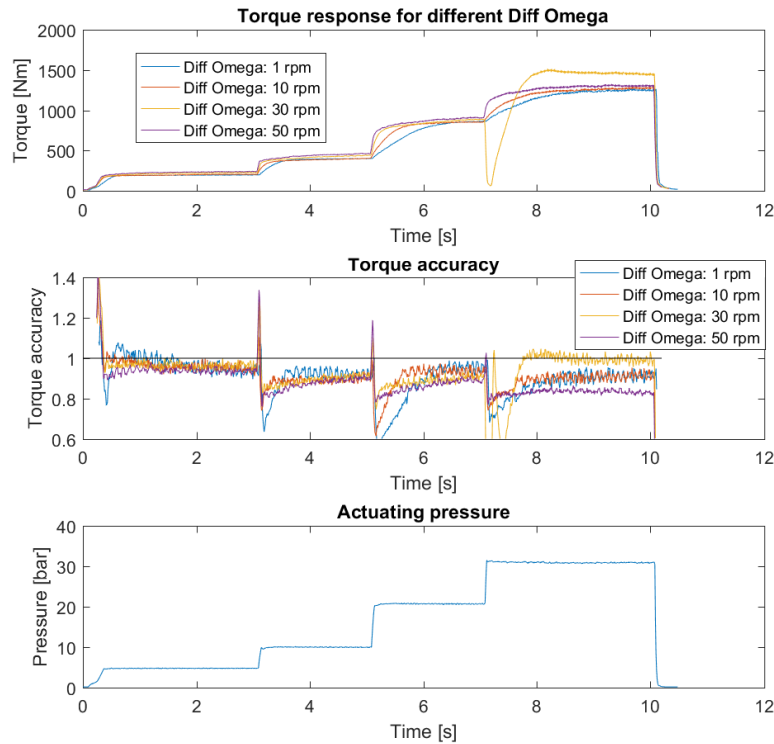 Torque response for different Diff Omega
Torque [Nm]
2000
1500
1000
500
0
Diff Omega: 1 rpm
Diff Omega: 10 rpm
Diff Omega: 30 rpm
Diff Omega: 50 rpm
0 2 4 6 8 10 12
Time [s]
Torque accuracy
Torque accuracy
1.4
1.2
1
0.8
0.6
Diff Omega: 1 rpm
Diff Omega: 10 rpm
Diff Omega: 30 rpm
Diff Omega: 50 rpm
0 2 4 6 8 10 12
Time [s]
Actuating pressure
Pressure [bar]
40
30
20
10
0
0 2 4 6 8 10 12
Time [s]